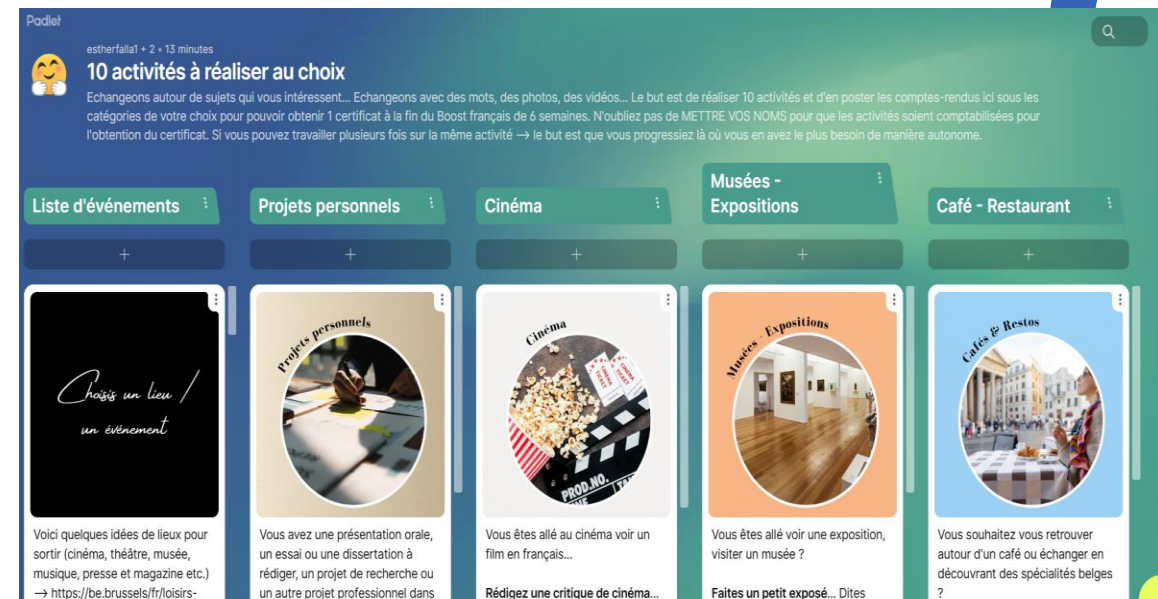 Padlet
estherfalla1 + 2 • 13 minutes
10 activités à réaliser au choix
Echangeons autour de sujets qui vous intéressent... Echangeons avec des mots, des photos, des vidéos... Le but est de réaliser 10 activités et d'en poster les comptes-rendus ici sous les
catégories de votre choix pour pouvoir obtenir 1 certificat à la fin du Boost français de 6 semaines. N'oubliez pas de METTRE VOS NOMS pour que les activités soient comptabilisées pour
l'obtention du certificat. Si vous pouvez travailler plusieurs fois sur la même activité → le but est que vous progressiez là où vous en avez le plus besoin de manière
autonome.
Liste d'événements
Projets personnels
Cinéma
Musées -
Expositions
Café - Restaurant
Choisis un lieu /
un événement
Voici quelques idées de lieux pour
sortir (cinéma, théâtre, musée,
musique, presse et magazine etc.)
→ https://be.brussels/fr/loisirs-
Projets personnels
Vous avez une présentation orale,
un essai ou une dissertation à
rédiger, un projet de recherche ou
un autre projet professionnel dans
Cinéma
CINEMA
TICKET
CINEMA
TICKET
PROD.NO.
Vous êtes allé au cinéma voir un
film en français...
Rédigez une critique de cinéma...
Musées - Expositions
Vous êtes allé voir une exposition,
visiter un musée ?
Faites un petit exposé... Dites
Cafés & Restos
Vous souhaitez vous retrouver
autour d'un café ou échanger en
découvrant des spécialités belges
?